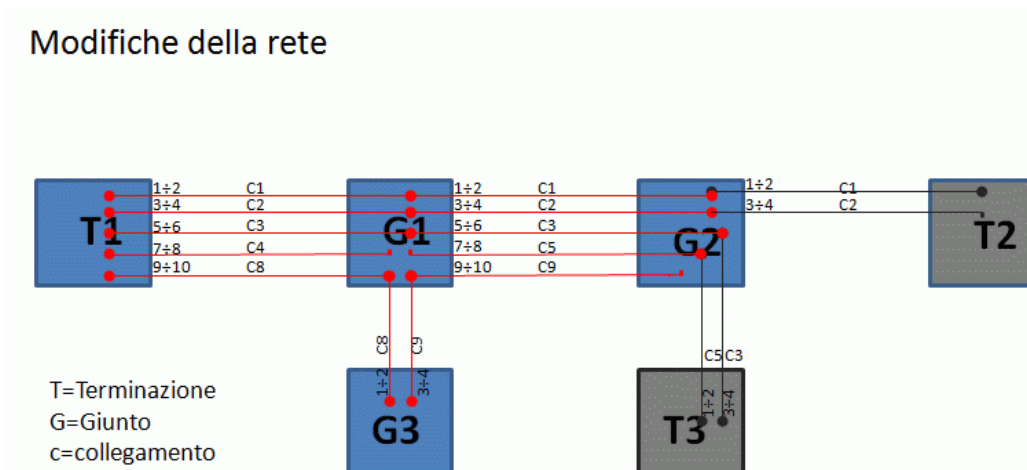 Modifiche della rete
1÷2 C1 1÷2 C1 1÷2 C1
3÷4 C2 3÷4 C2 3÷4 C2
T1 5÷6 C3 G1 5÷6 C3 G2 T2
7÷8 C4 7÷8 C5
9÷10 C8 9÷10 C9
C8 C9 C5 C3
1÷2 3÷4 1÷2 3÷4
G3 T3
T=Terminazione
G=Giunto
c=collegamento